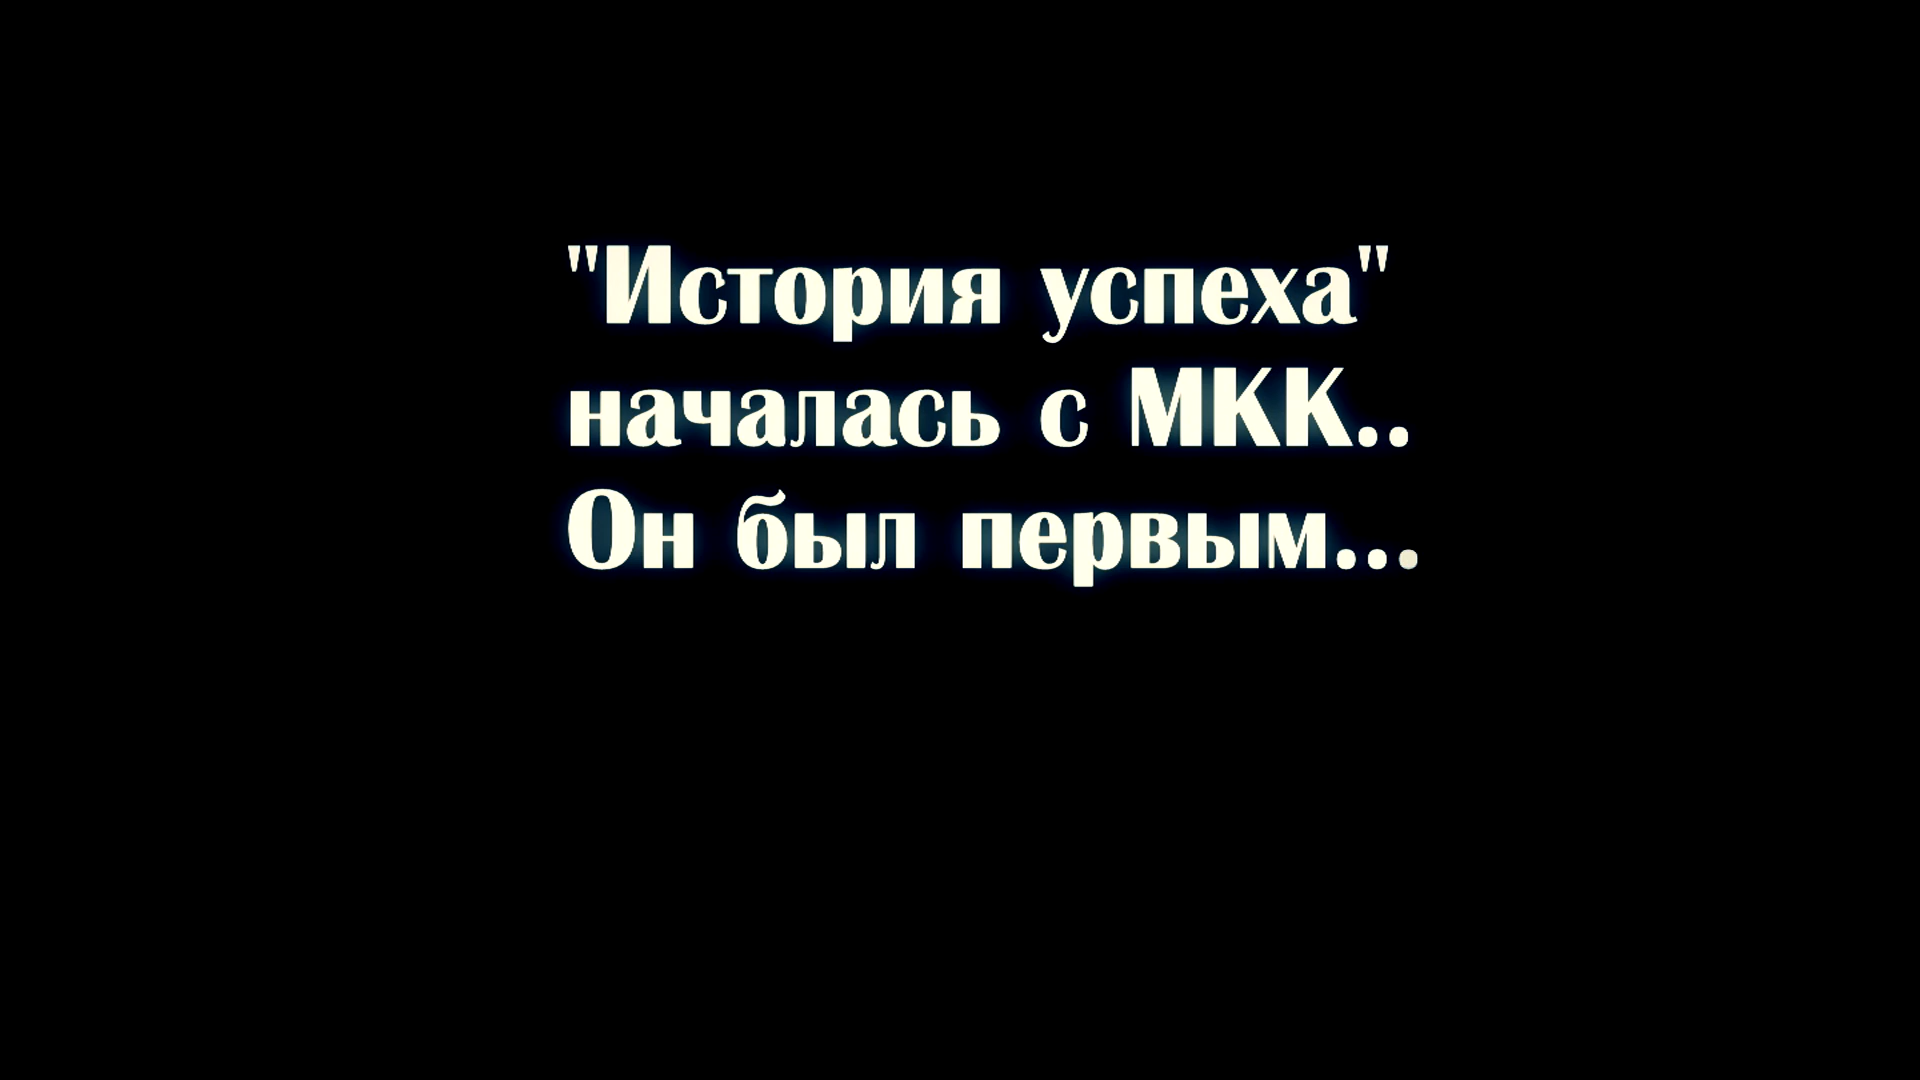 "История успеха"
началась с МКК..
Он был первым...